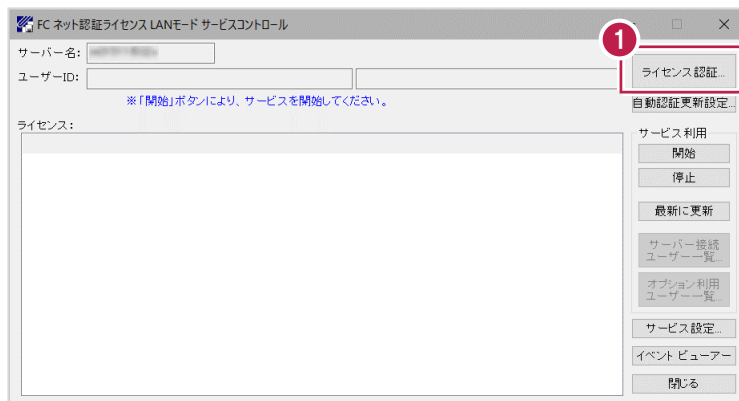 FC ネット認証ライセンス LANモード サービスコントロール
1
サーバー名:
ライセンス認証...
ユーザーID:
※「開始」ボタンにより、サービスを開始してください。
自動認証更新設定...
ライセンス:
サービス利用
開始
停止
最新に更新
サーバー接続
ユーザー一覧...
オプション利用
ユーザー一覧...
サービス設定...
イベント ビューアー
閉じる